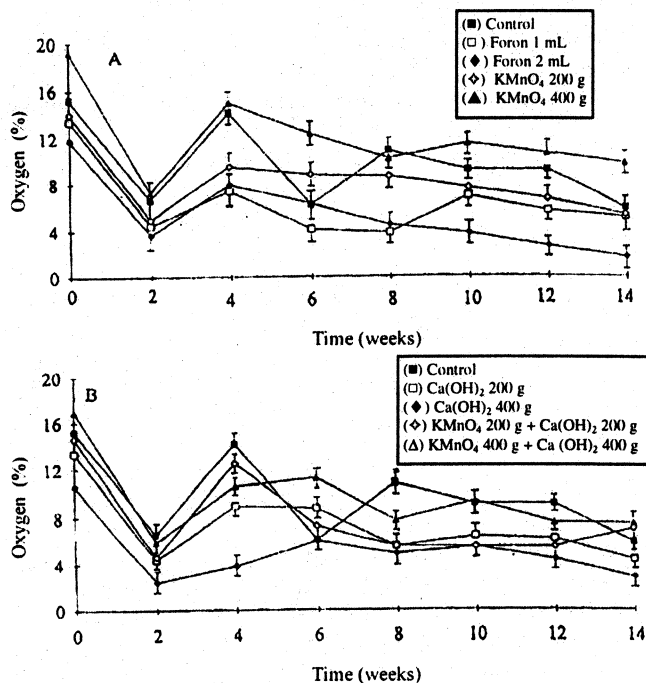 A
(■) Control
(□) Foron 1 mL
(♦) Foron 2 mL
(✧) KMnO₄ 200 g
(▲) KMnO₄ 400 g
20
16
12
8
4
0
Oxygen (%)
0 2 4 6 8 10 12 14
Time (weeks)
B
(■) Control
(□) Ca(OH)₂ 200 g
(♦) Ca(OH)₂ 400 g
(✧) KMnO₄ 200 g + Ca(OH)₂ 200 g
(△) KMnO₄ 400 g + Ca (OH)₂ 400 g
20
16
12
8
4
0
Oxygen (%)
0 2 4 6 8 10 12 14
Time (weeks)